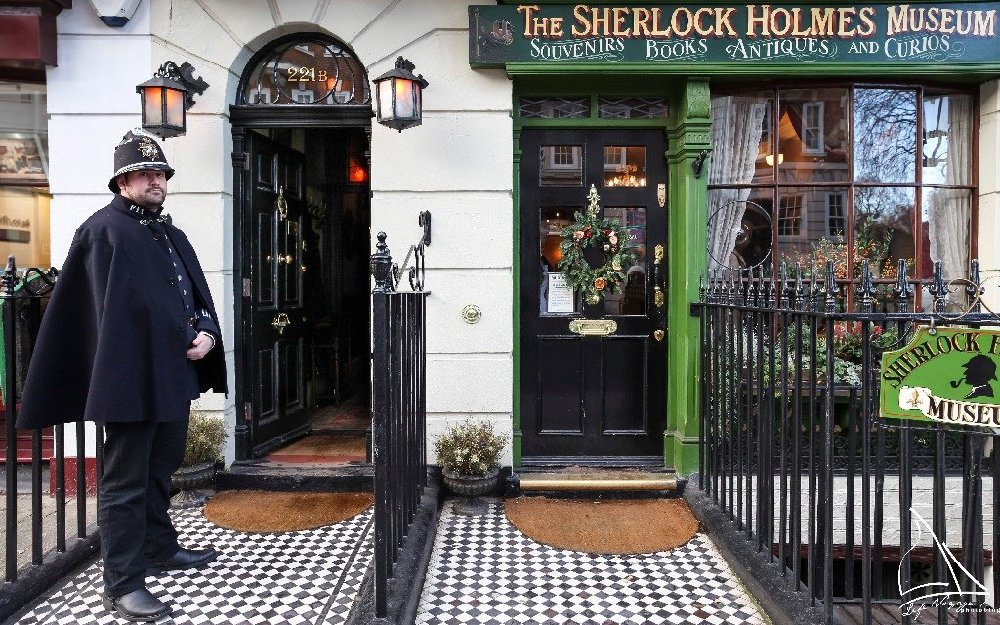 THE SHERLOCK HOLMES MUSEUM
SOUVENIRS BOOKS ANTIQUES AND CURIOS
221B
SHERLOCK H
MUSEU